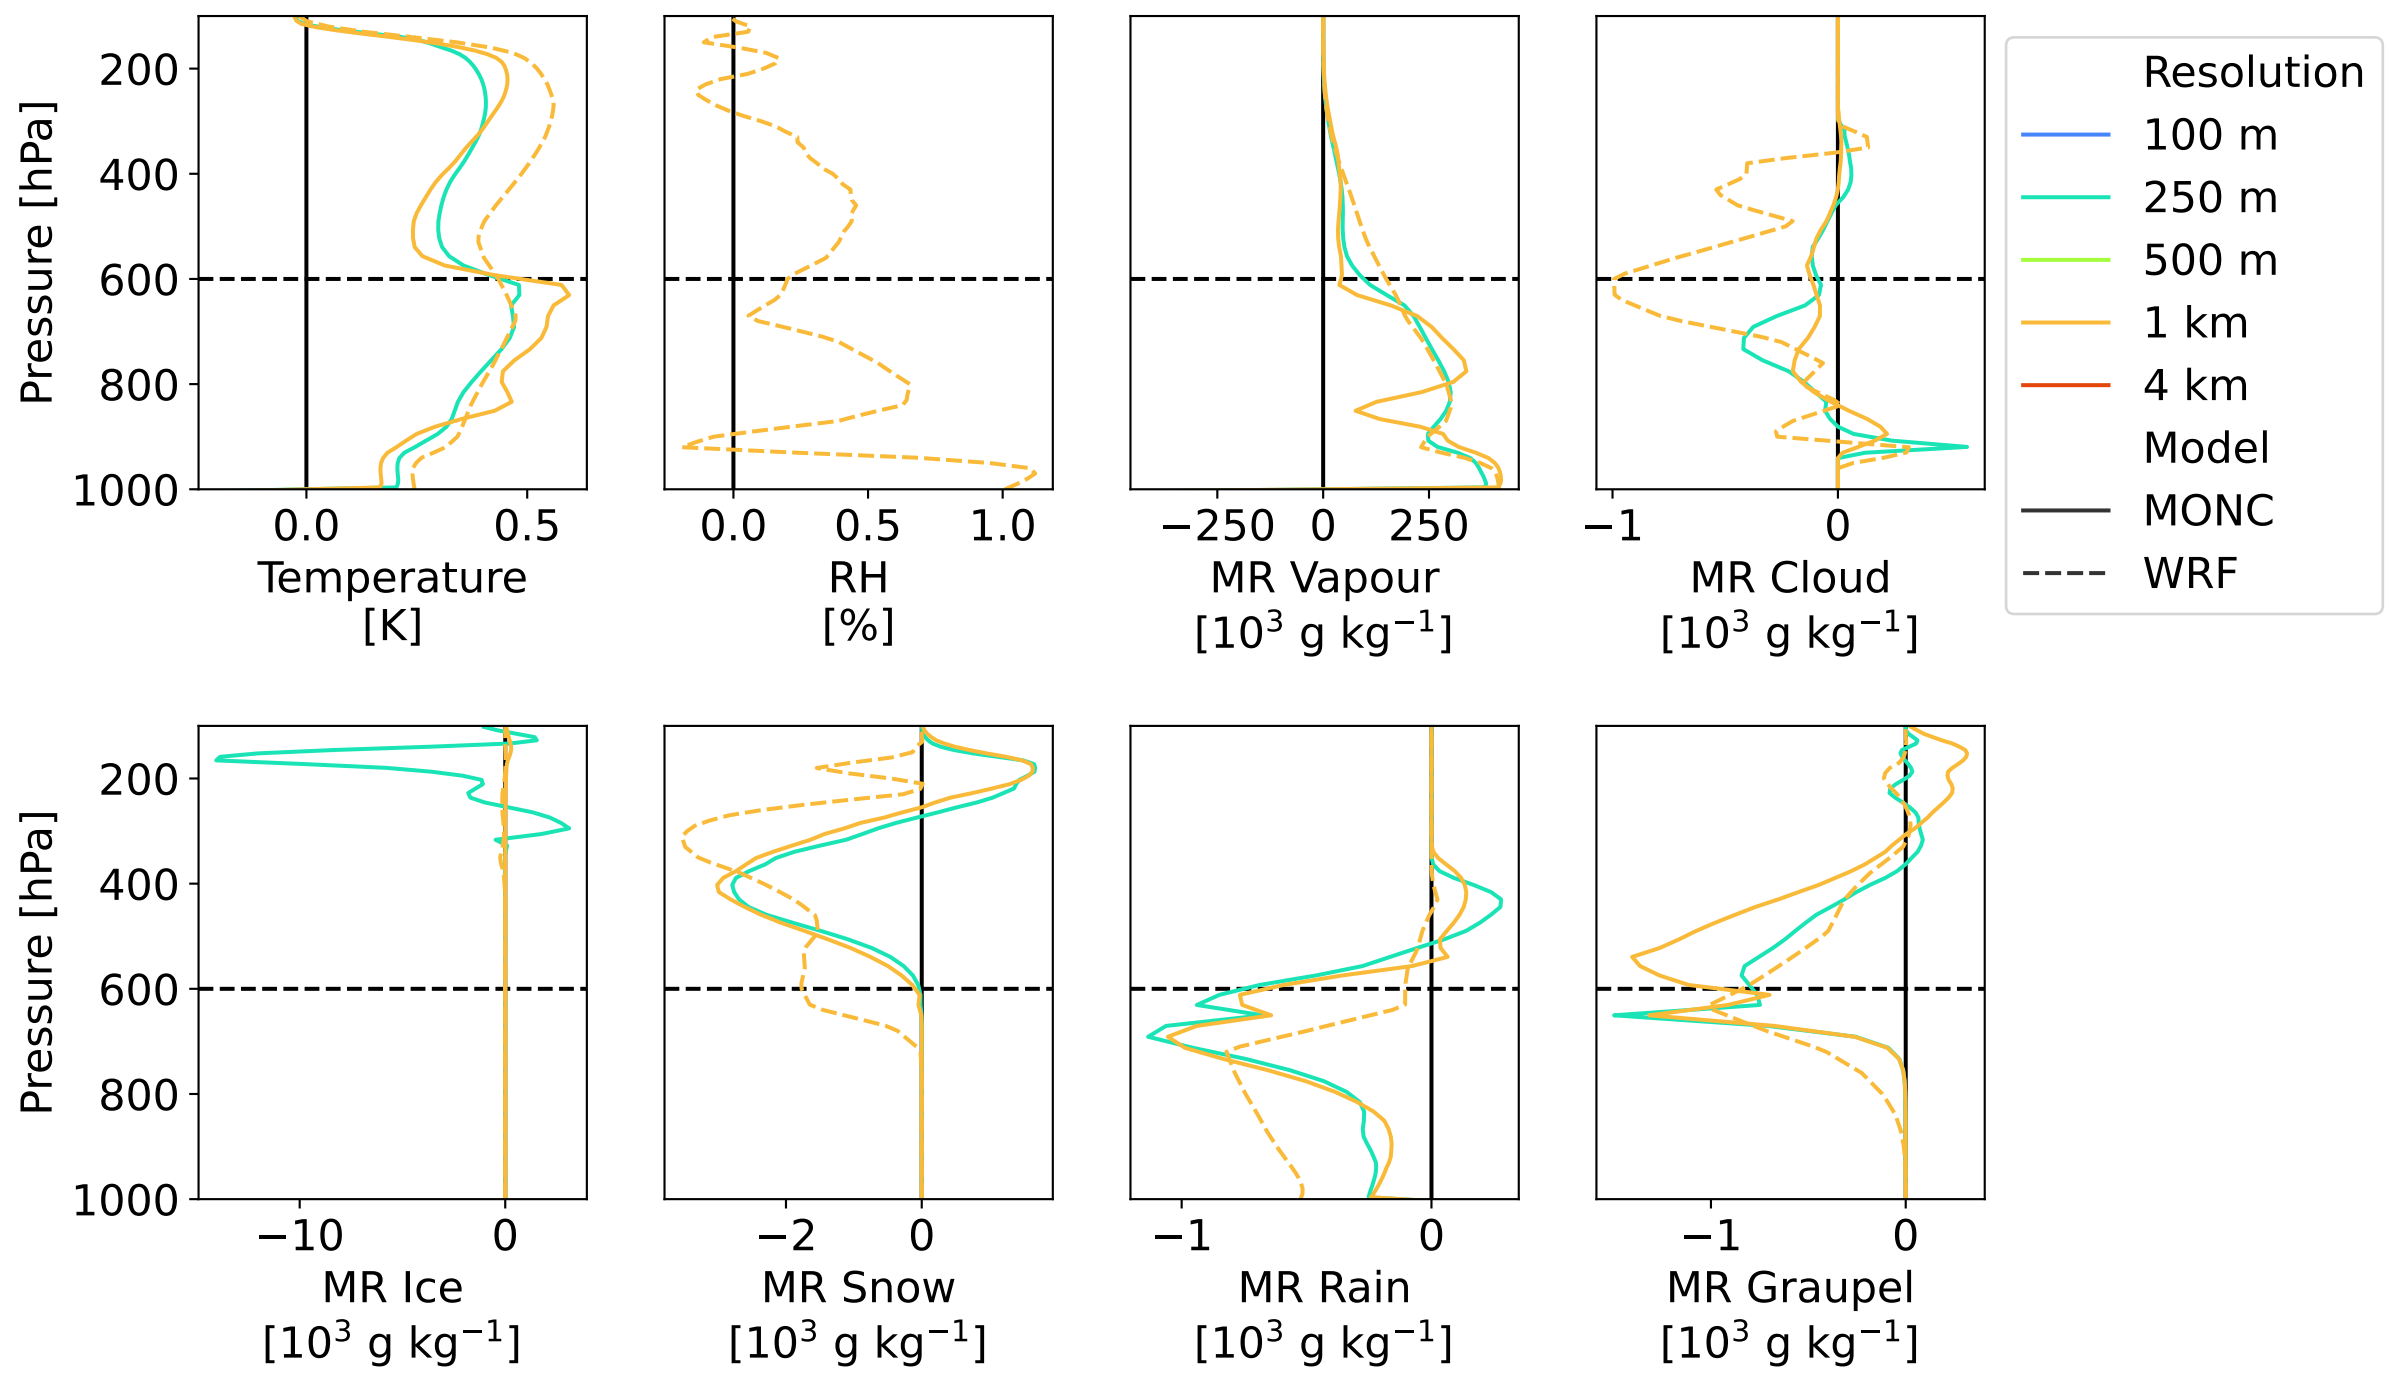 Pressure [hPa]
200
400
600
800
1000
0.0 0.5
Temperature
[K]
0.0 0.5 1.0
RH
[%]
−250 0 250
MR Vapour
[10³ g kg⁻¹]
−1 0
MR Cloud
[10³ g kg⁻¹]
Resolution
100 m
250 m
500 m
1 km
4 km
Model
MONC
WRF
Pressure [hPa]
200
400
600
800
1000
−10 0
MR Ice
[10³ g kg⁻¹]
−2 0
MR Snow
[10³ g kg⁻¹]
−1 0
MR Rain
[10³ g kg⁻¹]
−1 0
MR Graupel
[10³ g kg⁻¹]